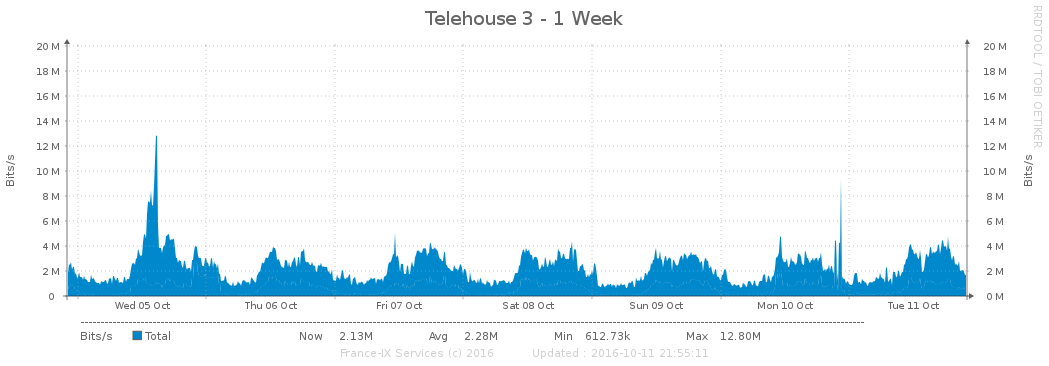 Telehouse 3 - 1 Week
RRDTOOL / TOBI OETIKER
Bits/s
20 M 20 M
18 M 18 M
16 M 16 M
14 M 14 M
12 M 12 M
10 M 10 M
8 M 8 M
6 M 6 M
4 M 4 M
2 M 2 M
0 0 M
Bits/s
Wed 05 Oct Thu 06 Oct Fri 07 Oct Sat 08 Oct Sun 09 Oct Mon 10 Oct Tue 11 Oct
Bits/s Total Now 2.13M Avg 2.28M Min 612.73k Max 12.80M
France-IX Services (c) 2016 Updated : 2016-10-11 21:55:11